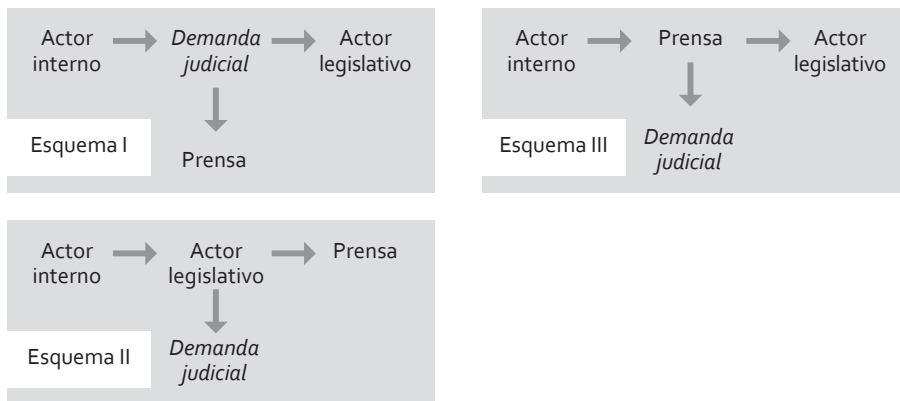 Actor interno
Demanda judicial
Actor legislativo
Prensa
Esquema I
Actor interno
Prensa
Actor legislativo
Demanda judicial
Esquema III
Actor interno
Actor legislativo
Prensa
Demanda judicial
Esquema II